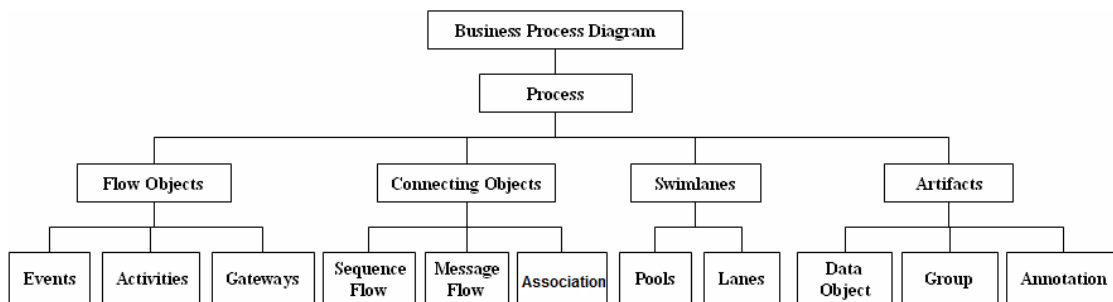 Business Process Diagram
Process
Flow Objects
Connecting Objects
Swimlanes
Artifacts
Events
Activities
Gateways
Sequence
Flow
Message
Flow
Association
Pools
Lanes
Data
Object
Group
Annotation